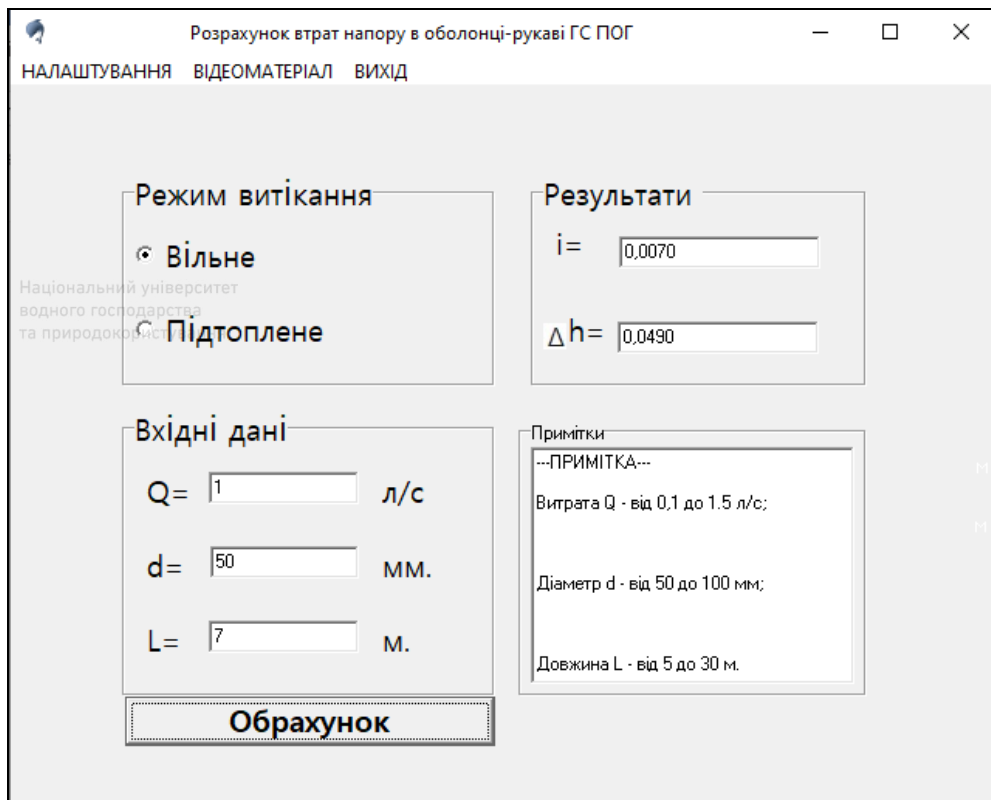 Розрахунок втрат напору в оболонці-рукаві ГС ПОГ
НАЛАШТУВАННЯ ВІДЕОМАТЕРІАЛ ВИХІД
Режим витікання
Вільне
Підтоплене
Національний університет
водного господарства
та
Результати
i= 0,0070
Δh= 0,0490
Вхідні дані
Q= 1 л/с
d= 50 мм.
L= 7 м.
Обрахунок
Примітки
---ПРИМІТКА---
Витрата Q - від 0,1 до 1.5 л/с;
Діаметр d - від 50 до 100 мм;
Довжина L - від 5 до 30 м.
м
м